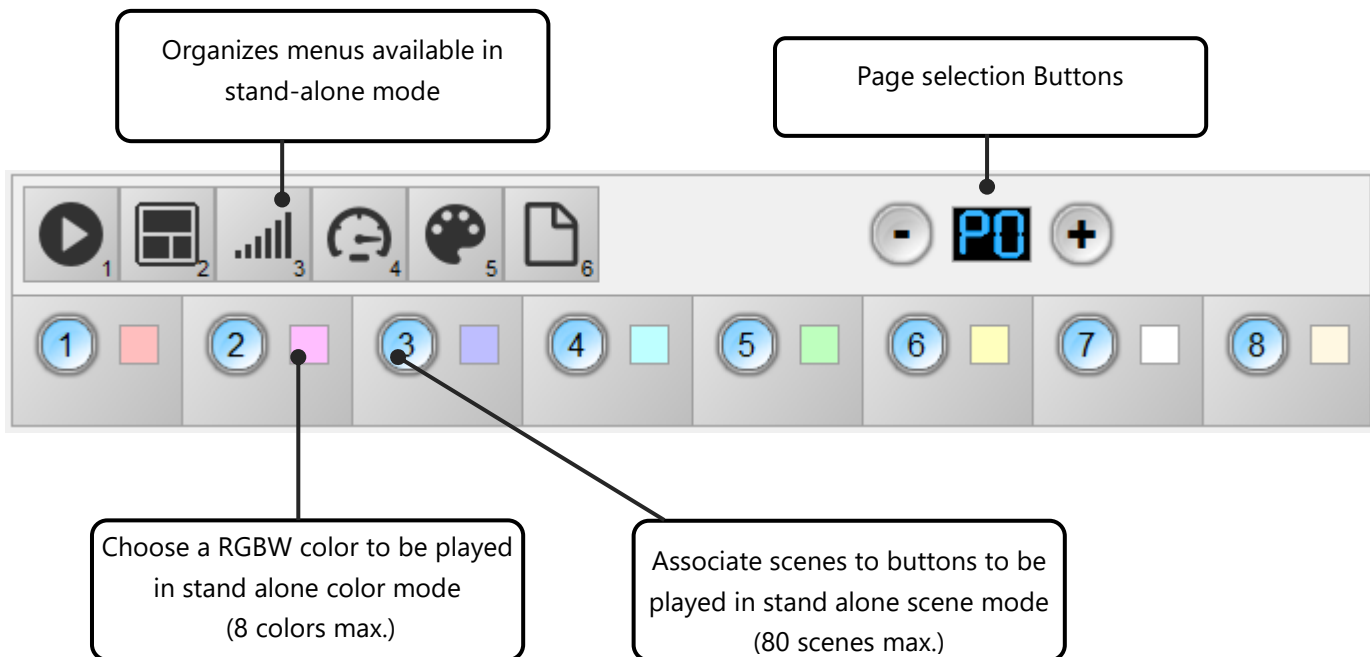 Organizes menus available in
stand-alone mode
Page selection Buttons
1 2 3 4 5 6
- P0 +
1 2 3 4 5 6 7 8
Choose a RGBW color to be played
in stand alone color mode
(8 colors max.)
Associate scenes to buttons to be
played in stand alone scene mode
(80 scenes max.)